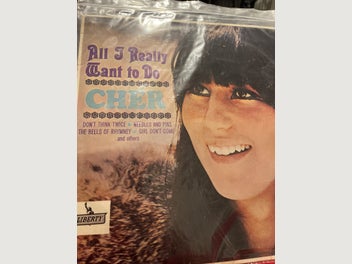 All I Really
Want to Do
CHER
DON'T THINK TWICE • NEEDLES AND PINS
THE BELLS OF RHYMNEY • GIRL DON'T COME
and others
LIBERTY